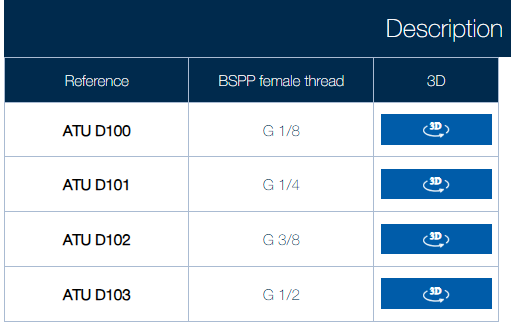 Description
Reference BSPP female thread 3D
ATU D100 G 1/8 3D
ATU D101 G 1/4 3D
ATU D102 G 3/8 3D
ATU D103 G 1/2 3D